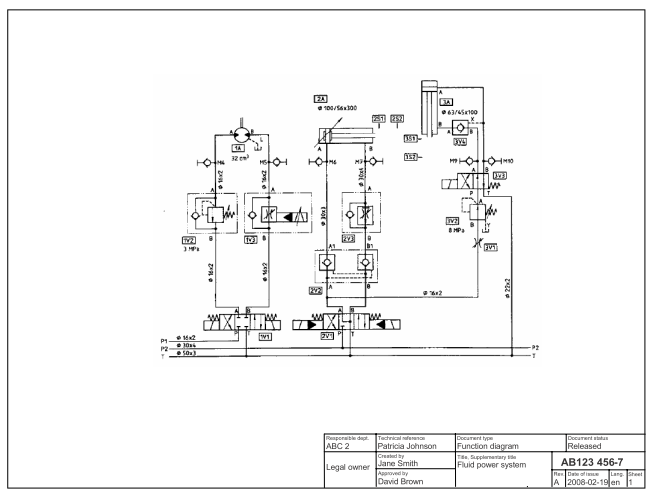 2A
ø 100/56x300
2S1 2S2
A
3A
ø 63/45x100
B A X
3V4
3S1
3S2
A B
1A L
32 cm³
A B
M4 M5 M6 M7 M9 M10
ø 16x2 ø 16x2 ø 30x3 ø 30x4
A B
P T
3V3
A A A
3V2
B Y
8 MPa
1V2
3 MPa
B
1V3
B
2V3
B
2V1
A1 B1
ø 16x2 ø 16x2
2V2
A B
ø 16x2
ø 22x2
A B
P T
1V1
A B
P T
2V1
P1 ø 16x2
P2 ø 30x4 P2
T ø 50x3 T
Responsible dept. Technical reference Document type Document status
ABC 2 Patricia Johnson Function diagram Released
Legal owner
Created by
Jane Smith
Approved by
David Brown
Title, Supplementary title
Fluid power system
AB123 456-7
Rev. Date of issue Lang. Sheet
A 2008-02-19 en 1